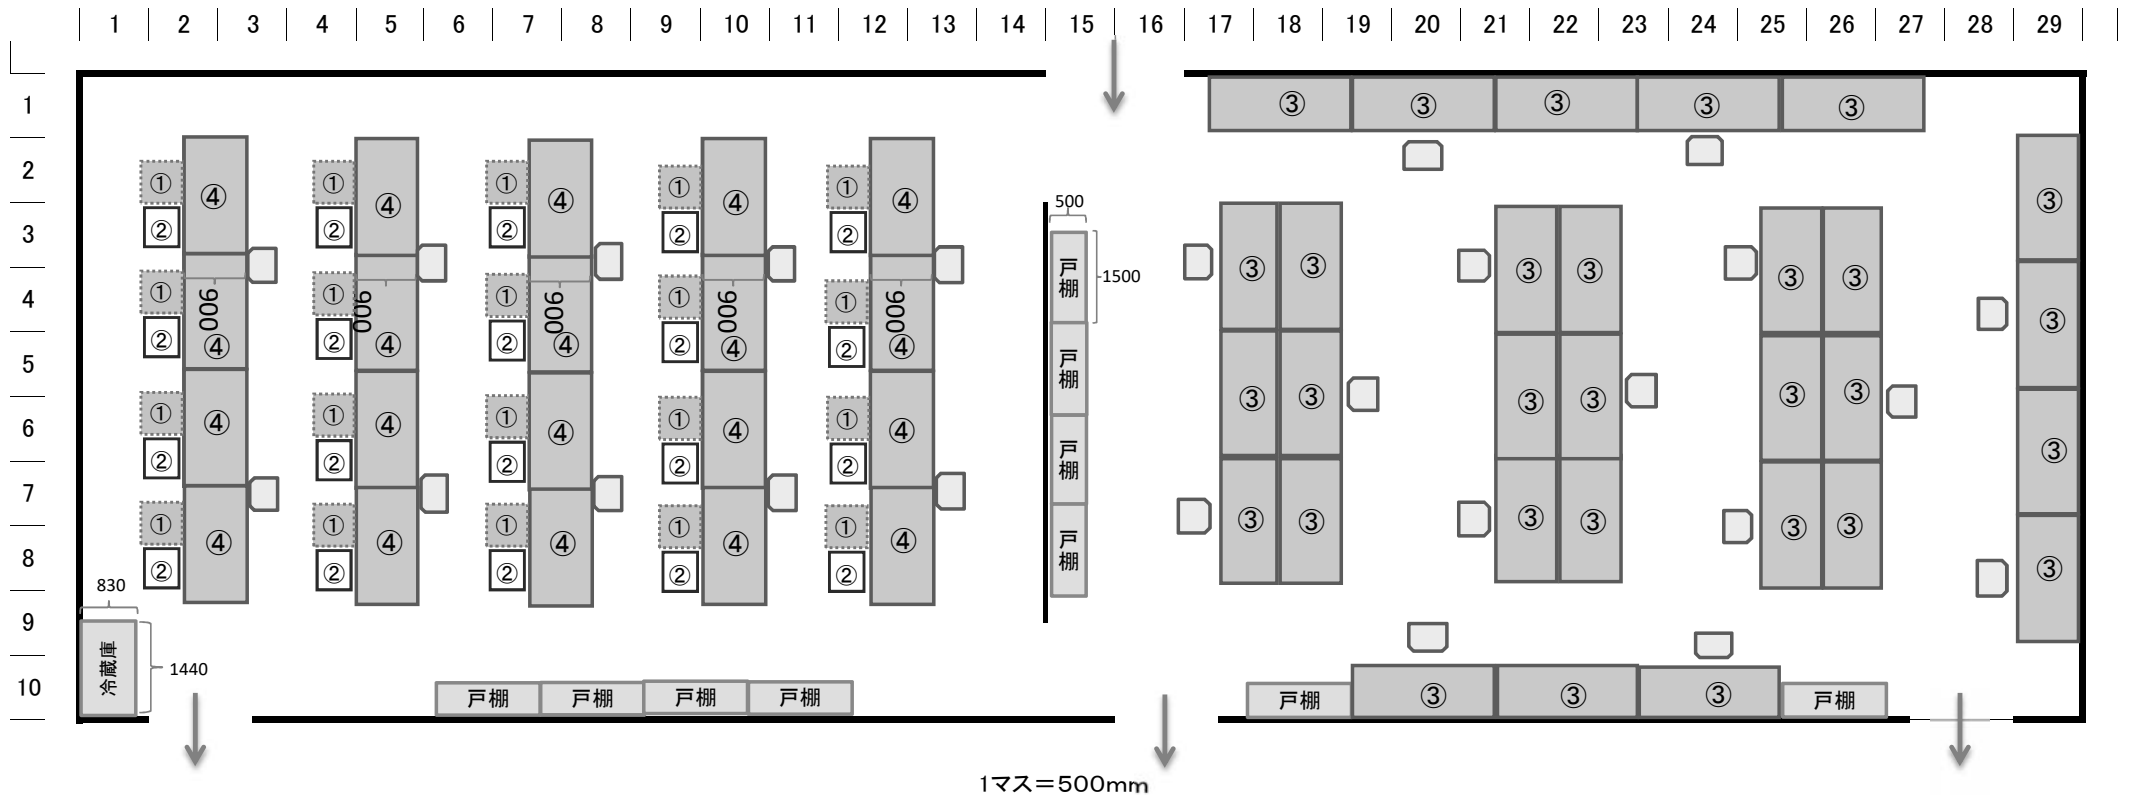 1 2 3 4 5 6 7 8 9 10 11 12 13 14 15 16 17 18 19 20 21 22 23 24 25 26 27 28 29
1
2
3
4
5
6
7
8
9
10
③ ③ ③ ③ ③
① ① ① ① ①
④ ④ ④ ④ ④
② ② ② ② ②
① ① ① ① ①
900 900 900 900 900
② ② ② ② ②
④ ④ ④ ④ ④
① ① ① ① ①
④ ④ ④ ④ ④
② ② ② ② ②
① ① ① ① ①
④ ④ ④ ④ ④
② ② ② ② ②
500
1500
戸棚
戸棚
戸棚
戸棚
③ ③ ③ ③ ③ ③
③ ③ ③ ③ ③ ③
③ ③ ③ ③ ③ ③
③
③
③
③
830
冷蔵庫
1440
戸棚 戸棚 戸棚 戸棚
戸棚 ③ ③ ③ 戸棚
1マス＝500mm